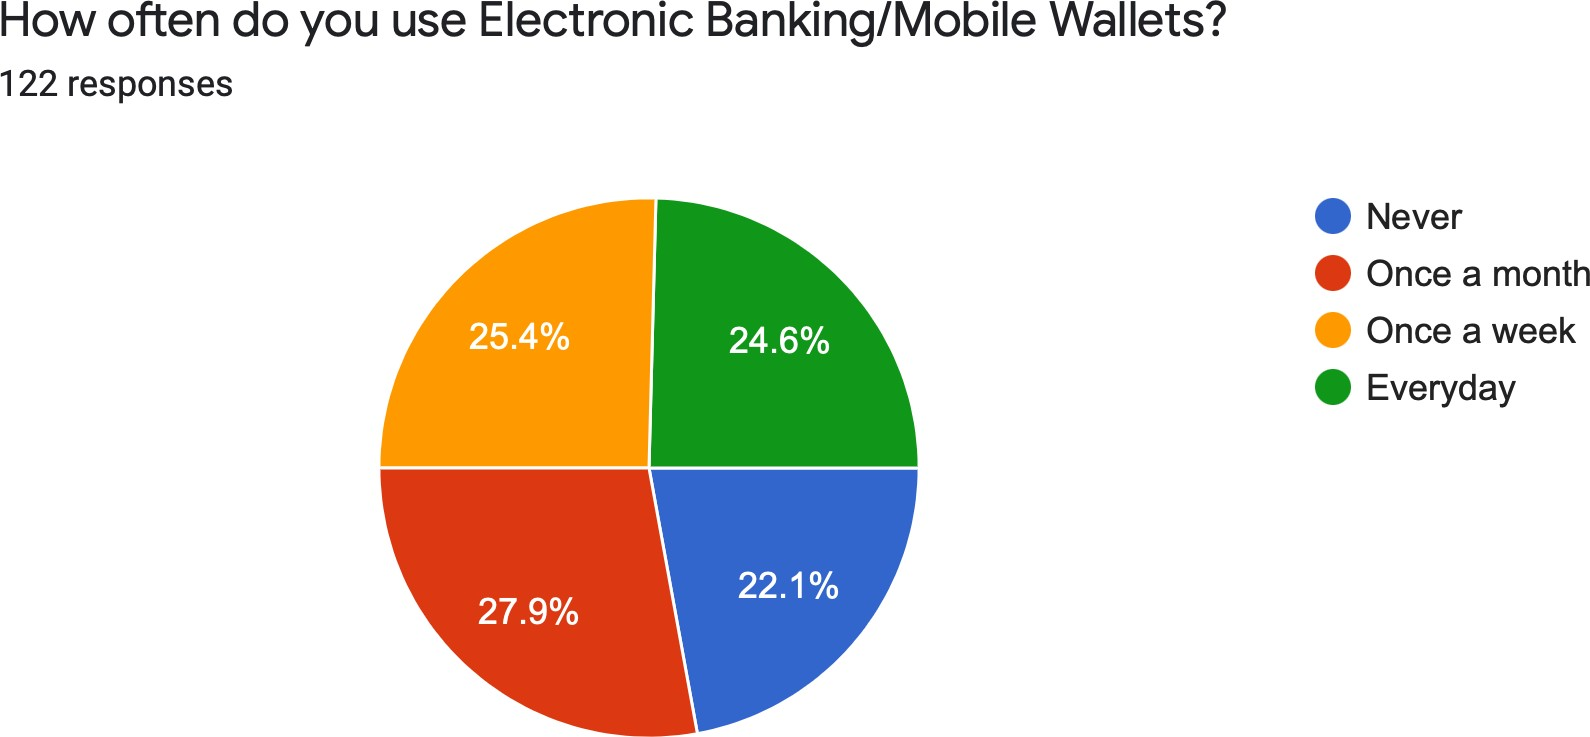 How often do you use Electronic Banking/Mobile Wallets?
122 responses
Never
Once a month
Once a week
Everyday
25.4%
24.6%
22.1%
27.9%